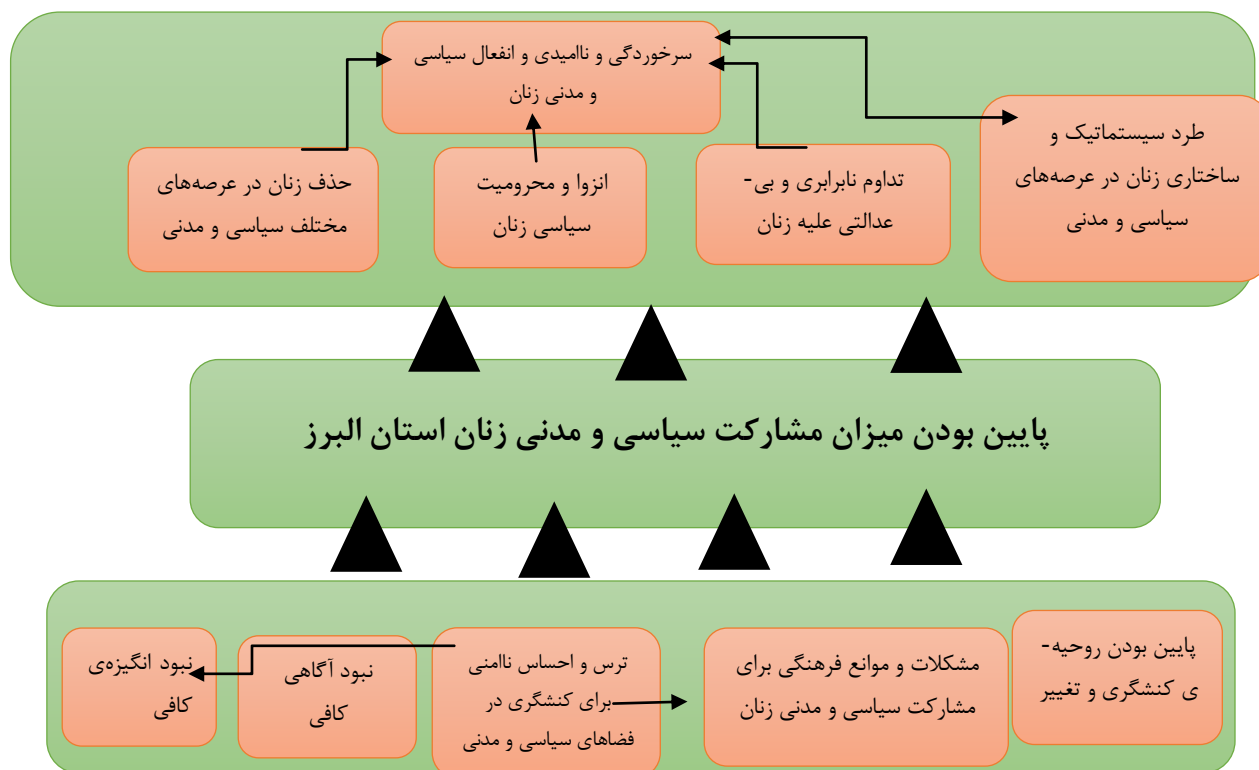 سرخوردگی و ناامیدی و انفعال سیاسی
و مدنی زنان
طرد سیستماتیک و
ساختاری زنان در عرصه‌های
سیاسی و مدنی
تداوم نابرابری و بی-
عدالتی علیه زنان
انزوا و محرومیت
سیاسی زنان
حذف زنان در عرصه‌های
مختلف سیاسی و مدنی
پایین بودن میزان مشارکت سیاسی و مدنی زنان استان البرز
پایین بودن روحیه-
ی کنشگری و تغییر
مشکلات و موانع فرهنگی برای
مشارکت سیاسی و مدنی زنان
ترس و احساس ناامنی
برای کنشگری در
فضاهای سیاسی و مدنی
نبود آگاهی
کافی
نبود انگیزه‌ی
کافی